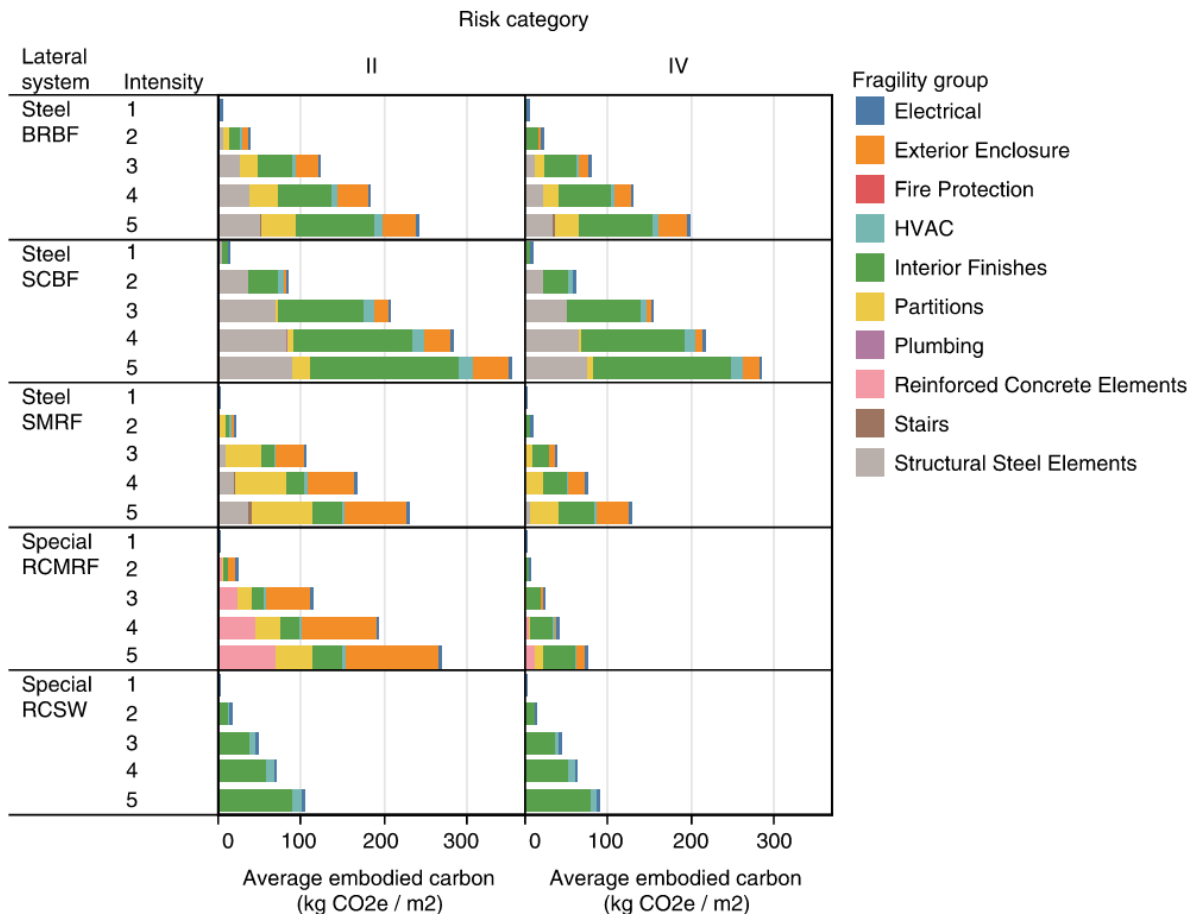 Risk category
Lateral
system
Intensity
II
IV
Steel
BRBF
1
2
3
4
5
Steel
SCBF
1
2
3
4
5
Steel
SMRF
1
2
3
4
5
Special
RCMRF
1
2
3
4
5
Special
RCSW
1
2
3
4
5
0 100 200 300
0 100 200 300
Average embodied carbon
(kg CO2e / m2)
Average embodied carbon
(kg CO2e / m2)
Fragility group
Electrical
Exterior Enclosure
Fire Protection
HVAC
Interior Finishes
Partitions
Plumbing
Reinforced Concrete Elements
Stairs
Structural Steel Elements